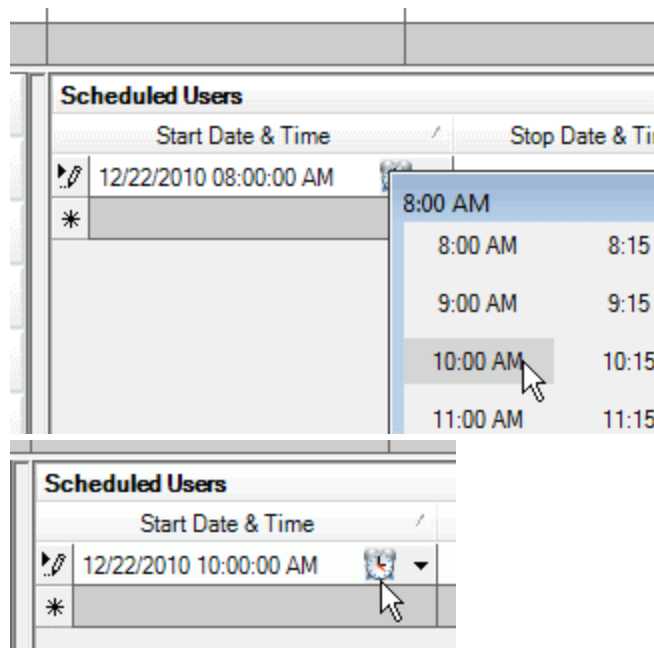 Scheduled Users
Start Date & Time Stop Date & Ti
12/22/2010 08:00:00 AM
8:00 AM
8:00 AM 8:15
9:00 AM 9:15
10:00 AM 10:15
11:00 AM 11:15
Scheduled Users
Start Date & Time
12/22/2010 10:00:00 AM